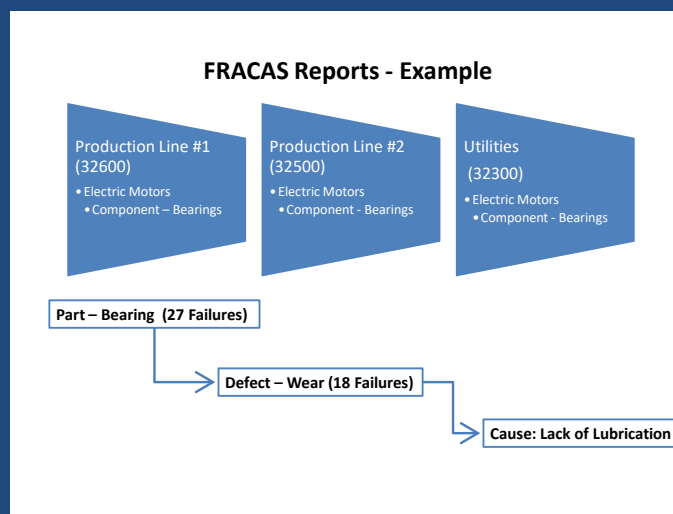 FRACAS Reports - Example
Production Line #1
(32600)
• Electric Motors
• Component – Bearings
Production Line #2
(32500)
• Electric Motors
• Component - Bearings
Utilities
(32300)
• Electric Motors
• Component - Bearings
Part – Bearing (27 Failures)
Defect – Wear (18 Failures)
Cause: Lack of Lubrication